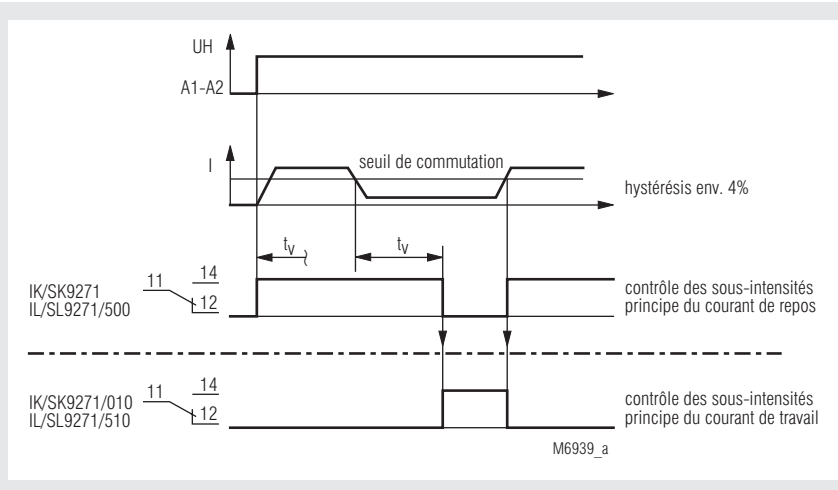 UH
A1-A2
I
seuil de commutation
hystérésis env. 4%
tv
tv
IK/SK9271
IL/SL9271/500
11
14
12
contrôle des sous-intensités
principe du courant de repos
IK/SK9271/010
IL/SL9271/510
11
14
12
contrôle des sous-intensités
principe du courant de travail
M6939_a